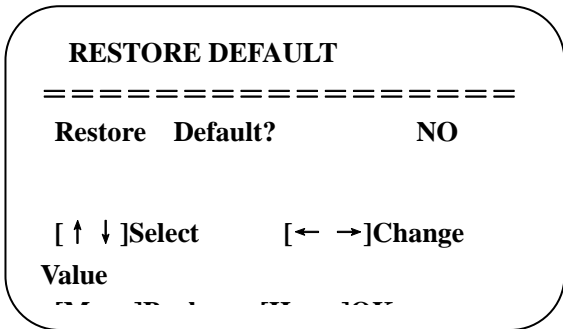 RESTORE DEFAULT
=================
Restore Default? NO
[↑ ↓]Select [← →]Change
Value